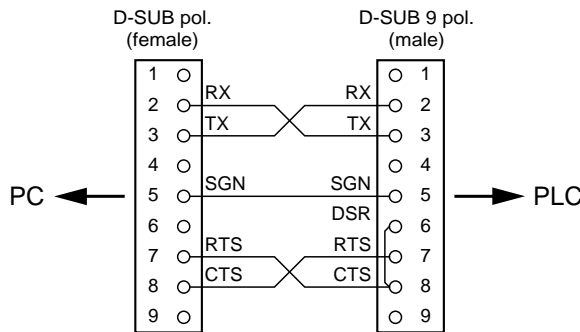 D-SUB pol. D-SUB 9 pol.
(female) (male)
1 1
2 RX RX 2
3 TX TX 3
4 4
PC 5 SGN SGN 5 PLC
6 DSR 6
7 RTS RTS 7
8 CTS CTS 8
9 9